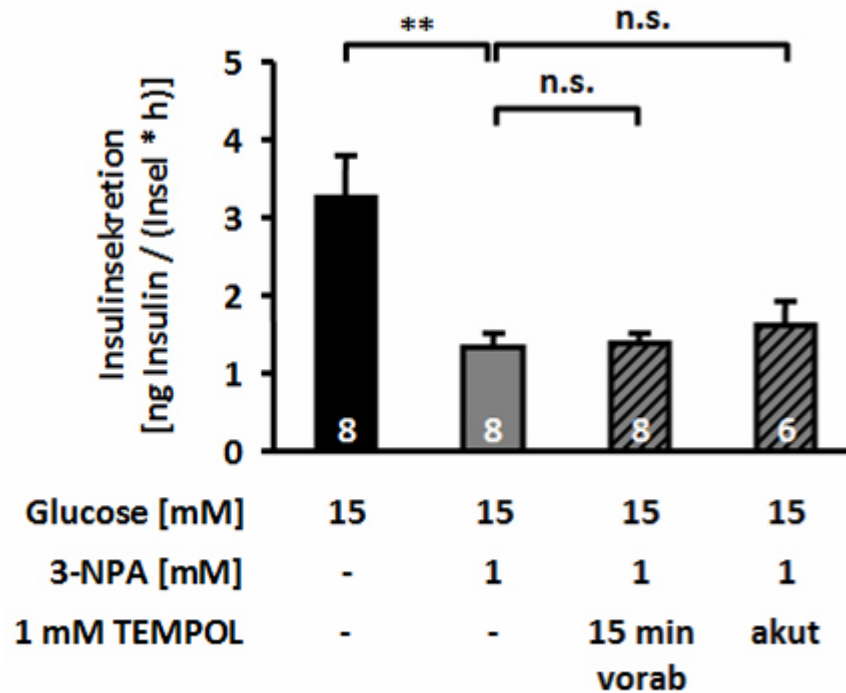 ** n.s.
n.s.
Insulinsekretion
[ng Insulin / (Insel * h)]
5
4
3
2
1
0
8 8 8 6
Glucose [mM] 15 15 15 15
3-NPA [mM] - 1 1 1
1 mM TEMPOL - - 15 min akut
vorab